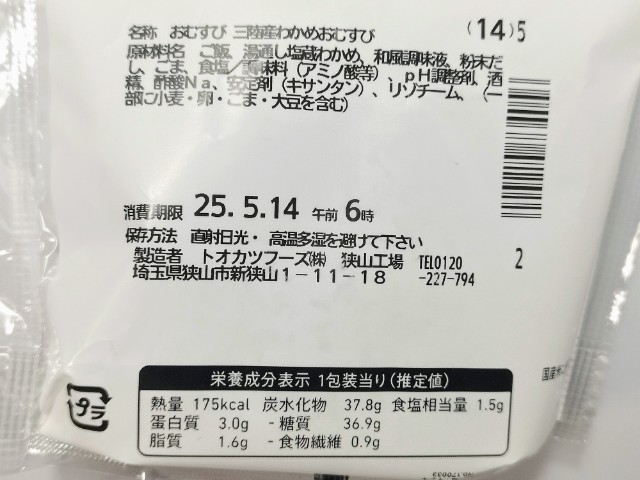 名称 おむすび 三陸産わかめおむすび (14)5
原材料名 ご飯、湯通し塩蔵わかめ、和風調味液、粉末だ
し、ごま、食塩／調味料（アミノ酸等）、ｐＨ調整剤、酒
精、酢酸Ｎａ、安定剤（キサンタン）、リゾチーム、（一
部に小麦・卵・ごま・大豆を含む）
消費期限 25. 5.14 午前 6時
保存方法 直射日光・ 高温多湿を避けて下さい
製造者 トオカツフーズ㈱ 狭山工場 TEL0120 2
埼玉県狭山市新狭山１－１１－１８ -227-794
栄養成分表示 1包装当り(推定値)
熱量 175kcal 炭水化物 37.8g 食塩相当量 1.5g
蛋白質 3.0g - 糖質 36.9g
脂質 1.6g - 食物繊維 0.9g
プラ
国産米